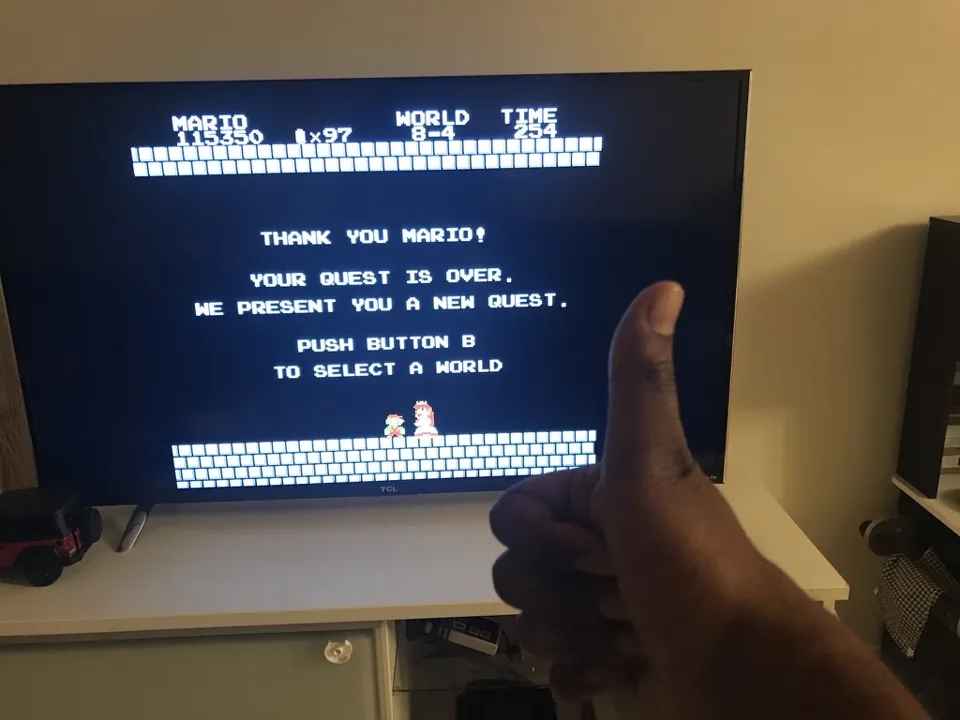 MARIO WORLD TIME
115350 x97 8-4 254
THANK YOU MARIO!
YOUR QUEST IS OVER.
WE PRESENT YOU A NEW QUEST.
PUSH BUTTON B
TO SELECT A WORLD
TCL